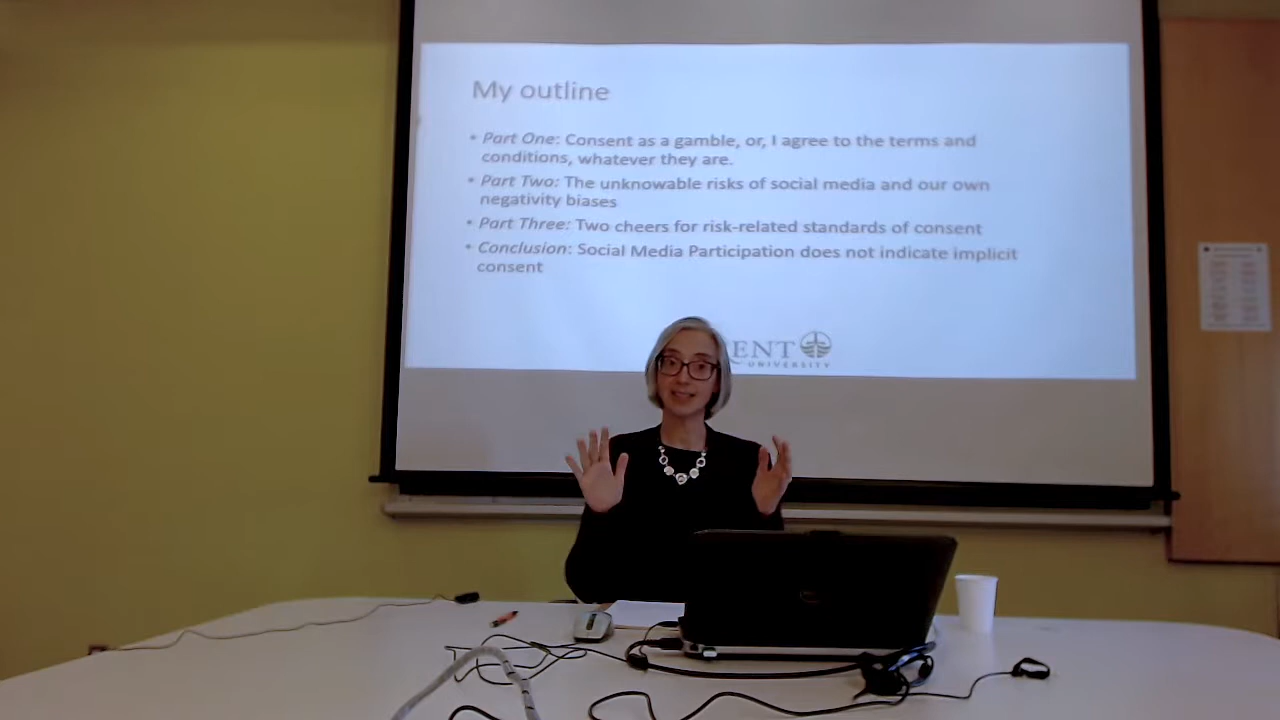 My outline
• Part One: Consent as a gamble, or, I agree to the terms and
conditions, whatever they are.
• Part Two: The unknowable risks of social media and our own
negativity biases
• Part Three: Two cheers for risk-related standards of consent
• Conclusion: Social Media Participation does not indicate implicit
consent
ENT
UNIVERSITY